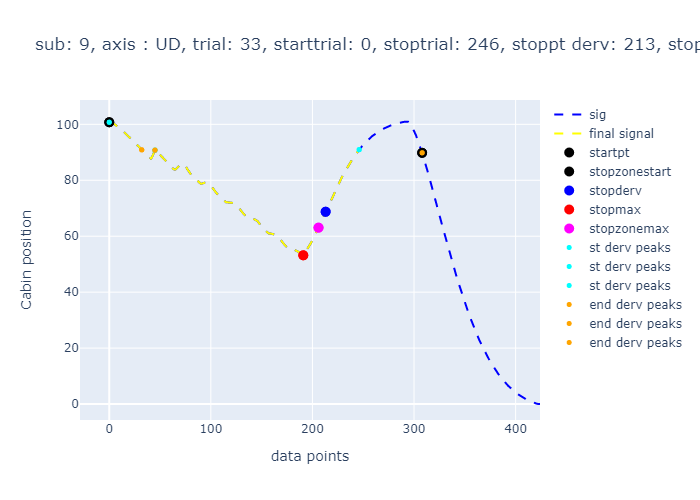 sub: 9, axis : UD, trial: 33, starttrial: 0, stoptrial: 246, stoppt derv: 213, stop
100
80
60
40
20
0
Cabin position
0
100
200
300
400
data points
sig
final signal
startpt
stopzonestart
stopderv
stopmax
stopzonemax
st derv peaks
st derv peaks
st derv peaks
end derv peaks
end derv peaks
end derv peaks